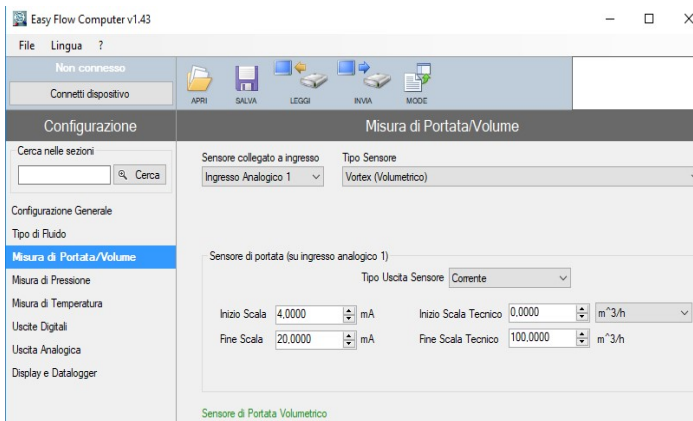 Easy Flow Computer v1.43
File Lingua ?
Non connesso
Connetti dispositivo
APRI SALVA LEGGI INVIA MODE
Configurazione
Misura di Portata/Volume
Cerca nelle sezioni
Cerca
Configurazione Generale
Tipo di Fluido
Misura di Portata/Volume
Misura di Pressione
Misura di Temperatura
Uscite Digitali
Uscita Analogica
Display e Datalogger
Sensore collegato a ingresso Tipo Sensore
Ingresso Analogico 1 Vortex (Volumetrico)
Sensore di portata (su ingresso analogico 1)
Tipo Uscita Sensore Corrente
Inizio Scala 4,0000 mA Inizio Scala Tecnico 0,0000 m^3/h
Fine Scala 20,0000 mA Fine Scala Tecnico 100,0000 m^3/h
Sensore di Portata Volumetrico